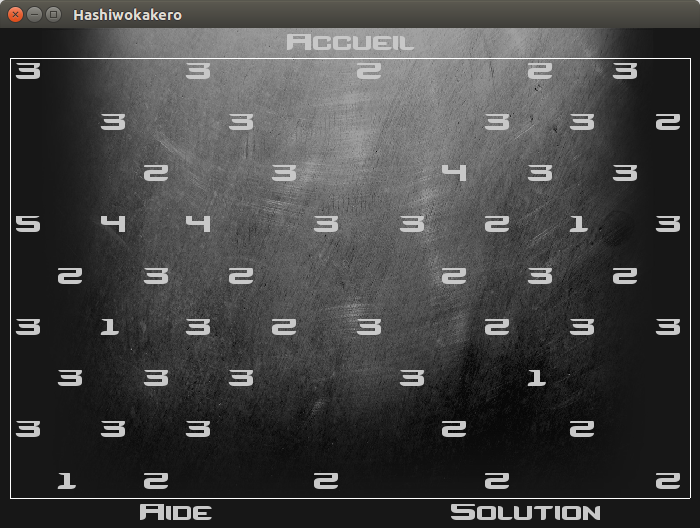 Hashiwokakero
Accueil
3 3 2 2 3
3 3 3 3 2
2 3 4 3 3
5 4 4 3 3 2 1 3
2 3 2 2 3 2
3 1 3 2 3 2 3 3
3 3 3 3 1
3 3 3 2 2
1 2 2 2 2
Aide Solution